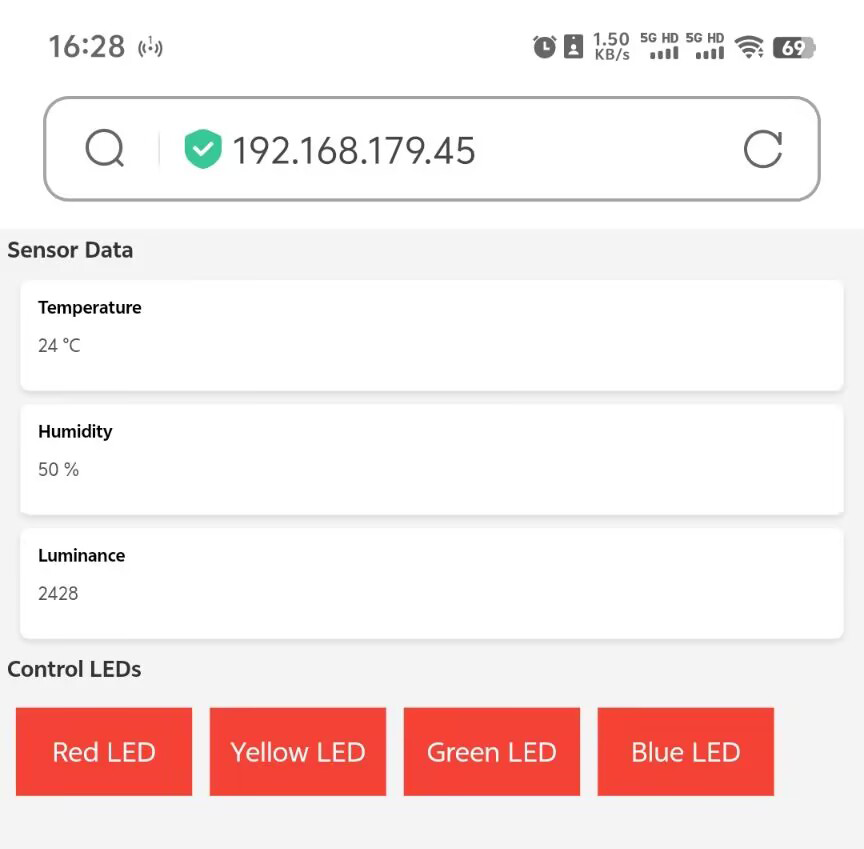 16:28
1.50 KB/s 5G HD 5G HD 69
192.168.179.45
Sensor Data
Temperature
24 °C
Humidity
50 %
Luminance
2428
Control LEDs
Red LED Yellow LED Green LED Blue LED